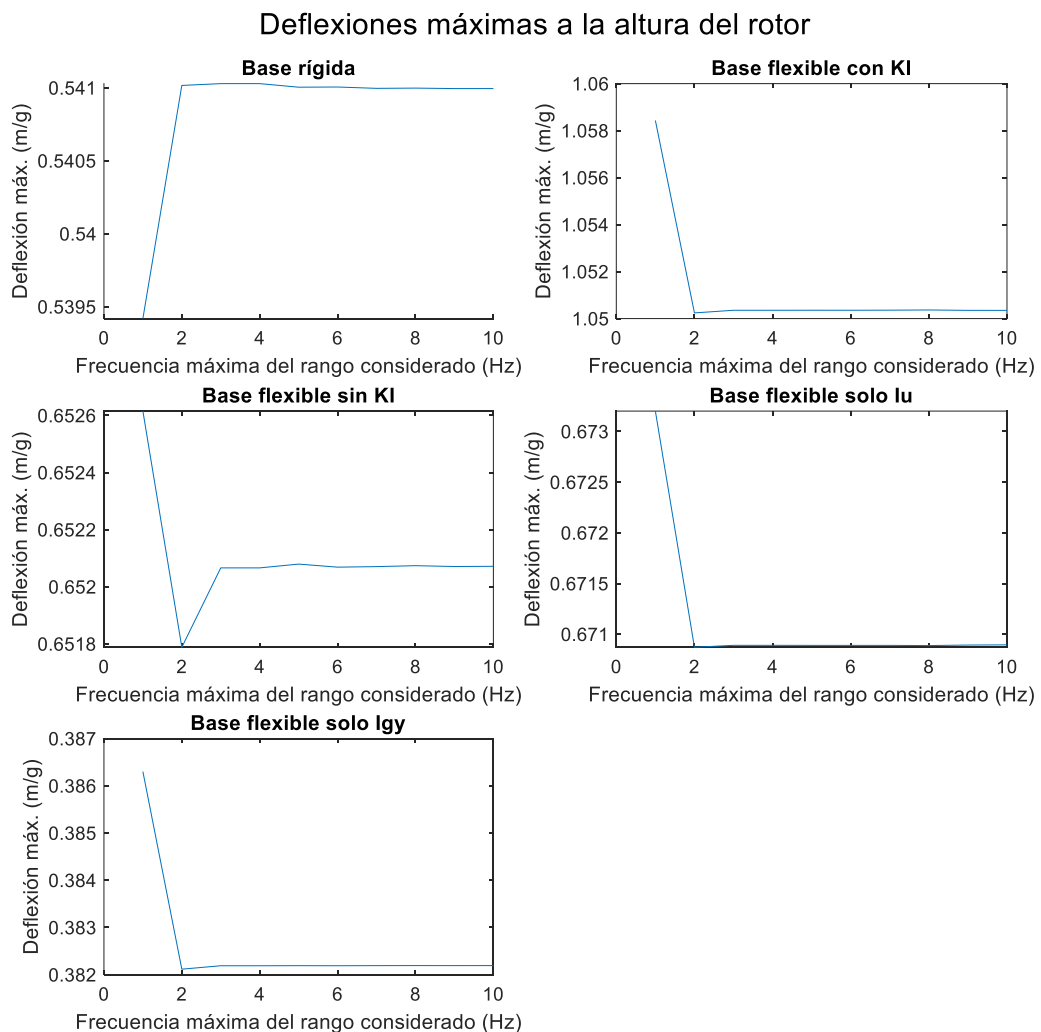 Deflexiones máximas a la altura del rotor
Base rígida
Deflexión máx. (m/g)
0.541
0.5405
0.54
0.5395
0 2 4 6 8 10
Frecuencia máxima del rango considerado (Hz)
Base flexible con KI
Deflexión máx. (m/g)
1.06
1.058
1.056
1.054
1.052
1.05
0 2 4 6 8 10
Frecuencia máxima del rango considerado (Hz)
Base flexible sin KI
Deflexión máx. (m/g)
0.6526
0.6524
0.6522
0.652
0.6518
0 2 4 6 8 10
Frecuencia máxima del rango considerado (Hz)
Base flexible solo Iu
Deflexión máx. (m/g)
0.673
0.6725
0.672
0.6715
0.671
0 2 4 6 8 10
Frecuencia máxima del rango considerado (Hz)
Base flexible solo Igy
Deflexión máx. (m/g)
0.387
0.386
0.385
0.384
0.383
0.382
0 2 4 6 8 10
Frecuencia máxima del rango considerado (Hz)